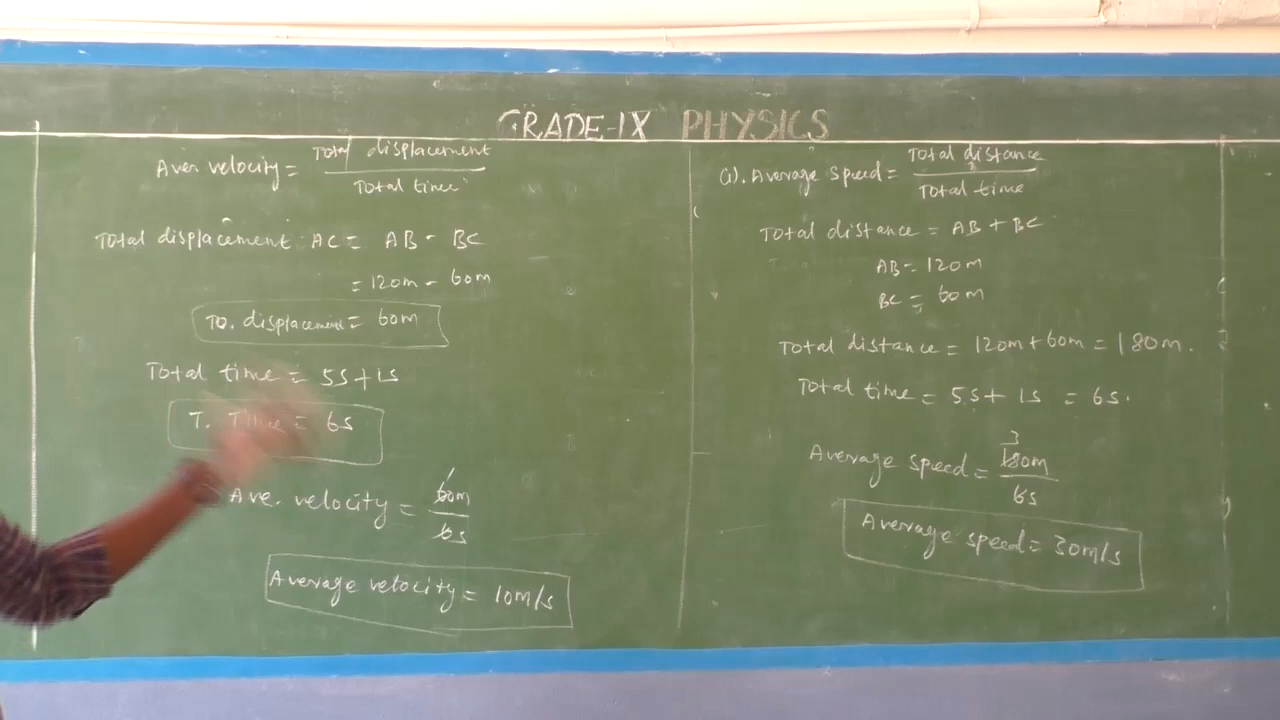 GRADE-IX PHYSICS
Aver. velocity = Total displacement
Total time
Total displacement AC = AB - BC
= 120m - 60m
To. displacement = 60m
Total time = 5s+1s
T. Time = 6s
Ave. velocity = 60m
6s
Average velocity = 10m/s
(1). Average speed = Total distance
Total time
Total distance = AB + BC
AB = 120m
BC = 60m
Total distance = 120m+60m = 180m.
Total time = 5s+ 1s = 6s.
3
Average speed = 180m
6s
Average speed = 30m/s